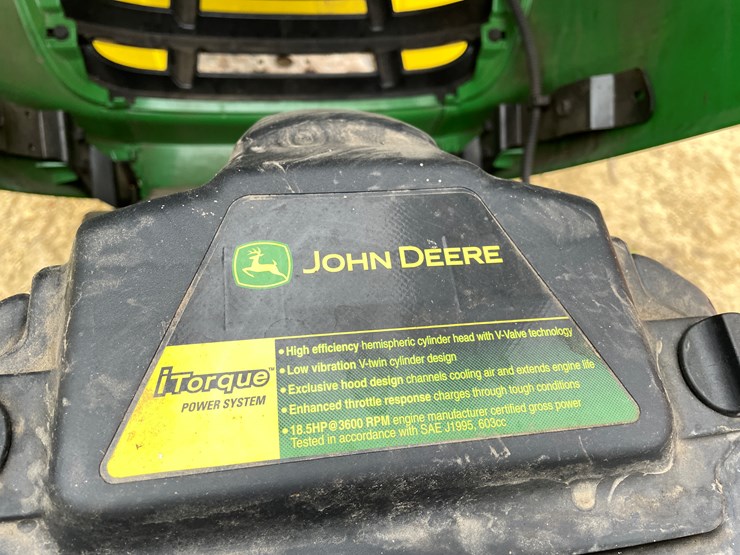 JOHN DEERE
iTorque™
POWER SYSTEM
• High efficiency hemispheric cylinder head with V-Valve technology
• Low vibration V-twin cylinder design
• Exclusive hood design channels cooling air and extends engine life
• Enhanced throttle response charges through tough conditions
• 18.5HP@3600 RPM engine manufacturer certified gross power
Tested in accordance with SAE J1995, 603cc